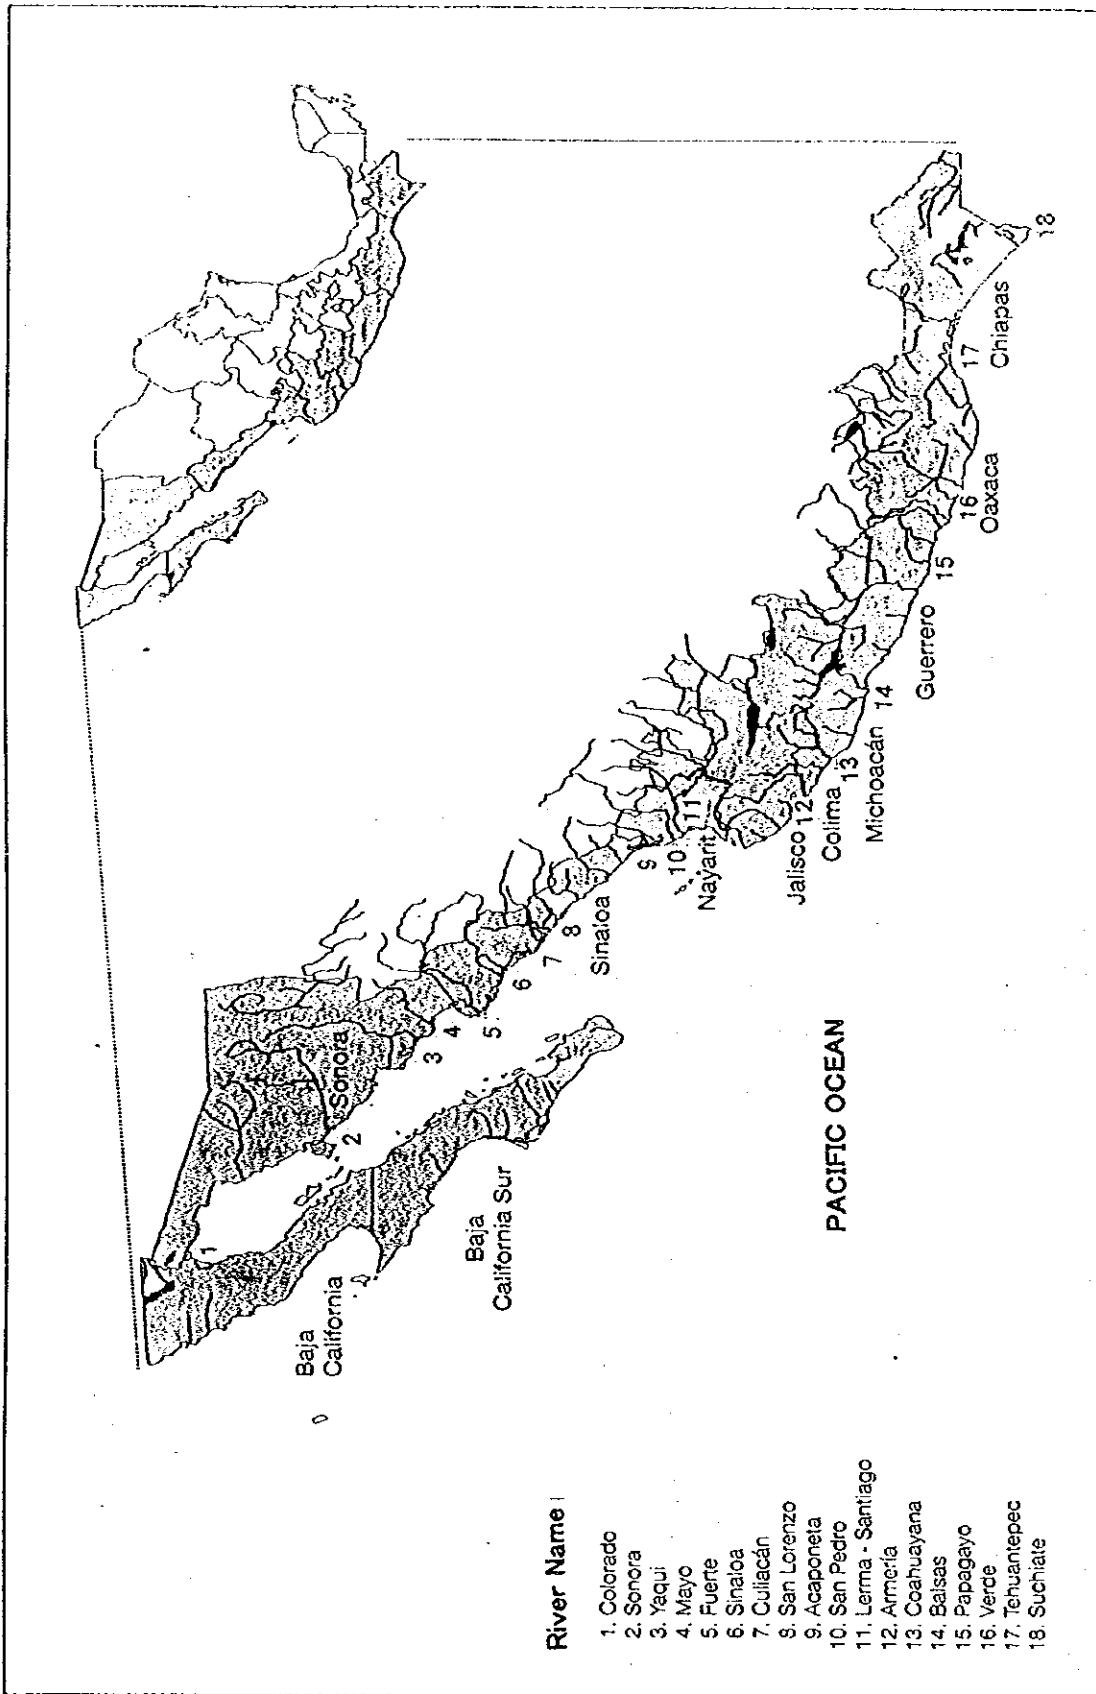 Baja
California
Baja
California Sur
Sonora
Sinaloa
Nayarit
Jalisco
Colima
Michoacán
Guerrero
Oaxaca
Chiapas
1
2
3
4
5
6
7
8
9
10
11
12
13
14
15
16
17
18
PACIFIC OCEAN
River Name
1. Colorado
2. Sonora
3. Yaqui
4. Mayo
5. Fuerte
6. Sinaloa
7. Culiacán
8. San Lorenzo
9. Acaponeta
10. San Pedro
11. Lerma - Santiago
12. Armería
13. Coahuayana
14. Balsas
15. Papagayo
16. Verde
17. Tehuantepec
18. Suchiate